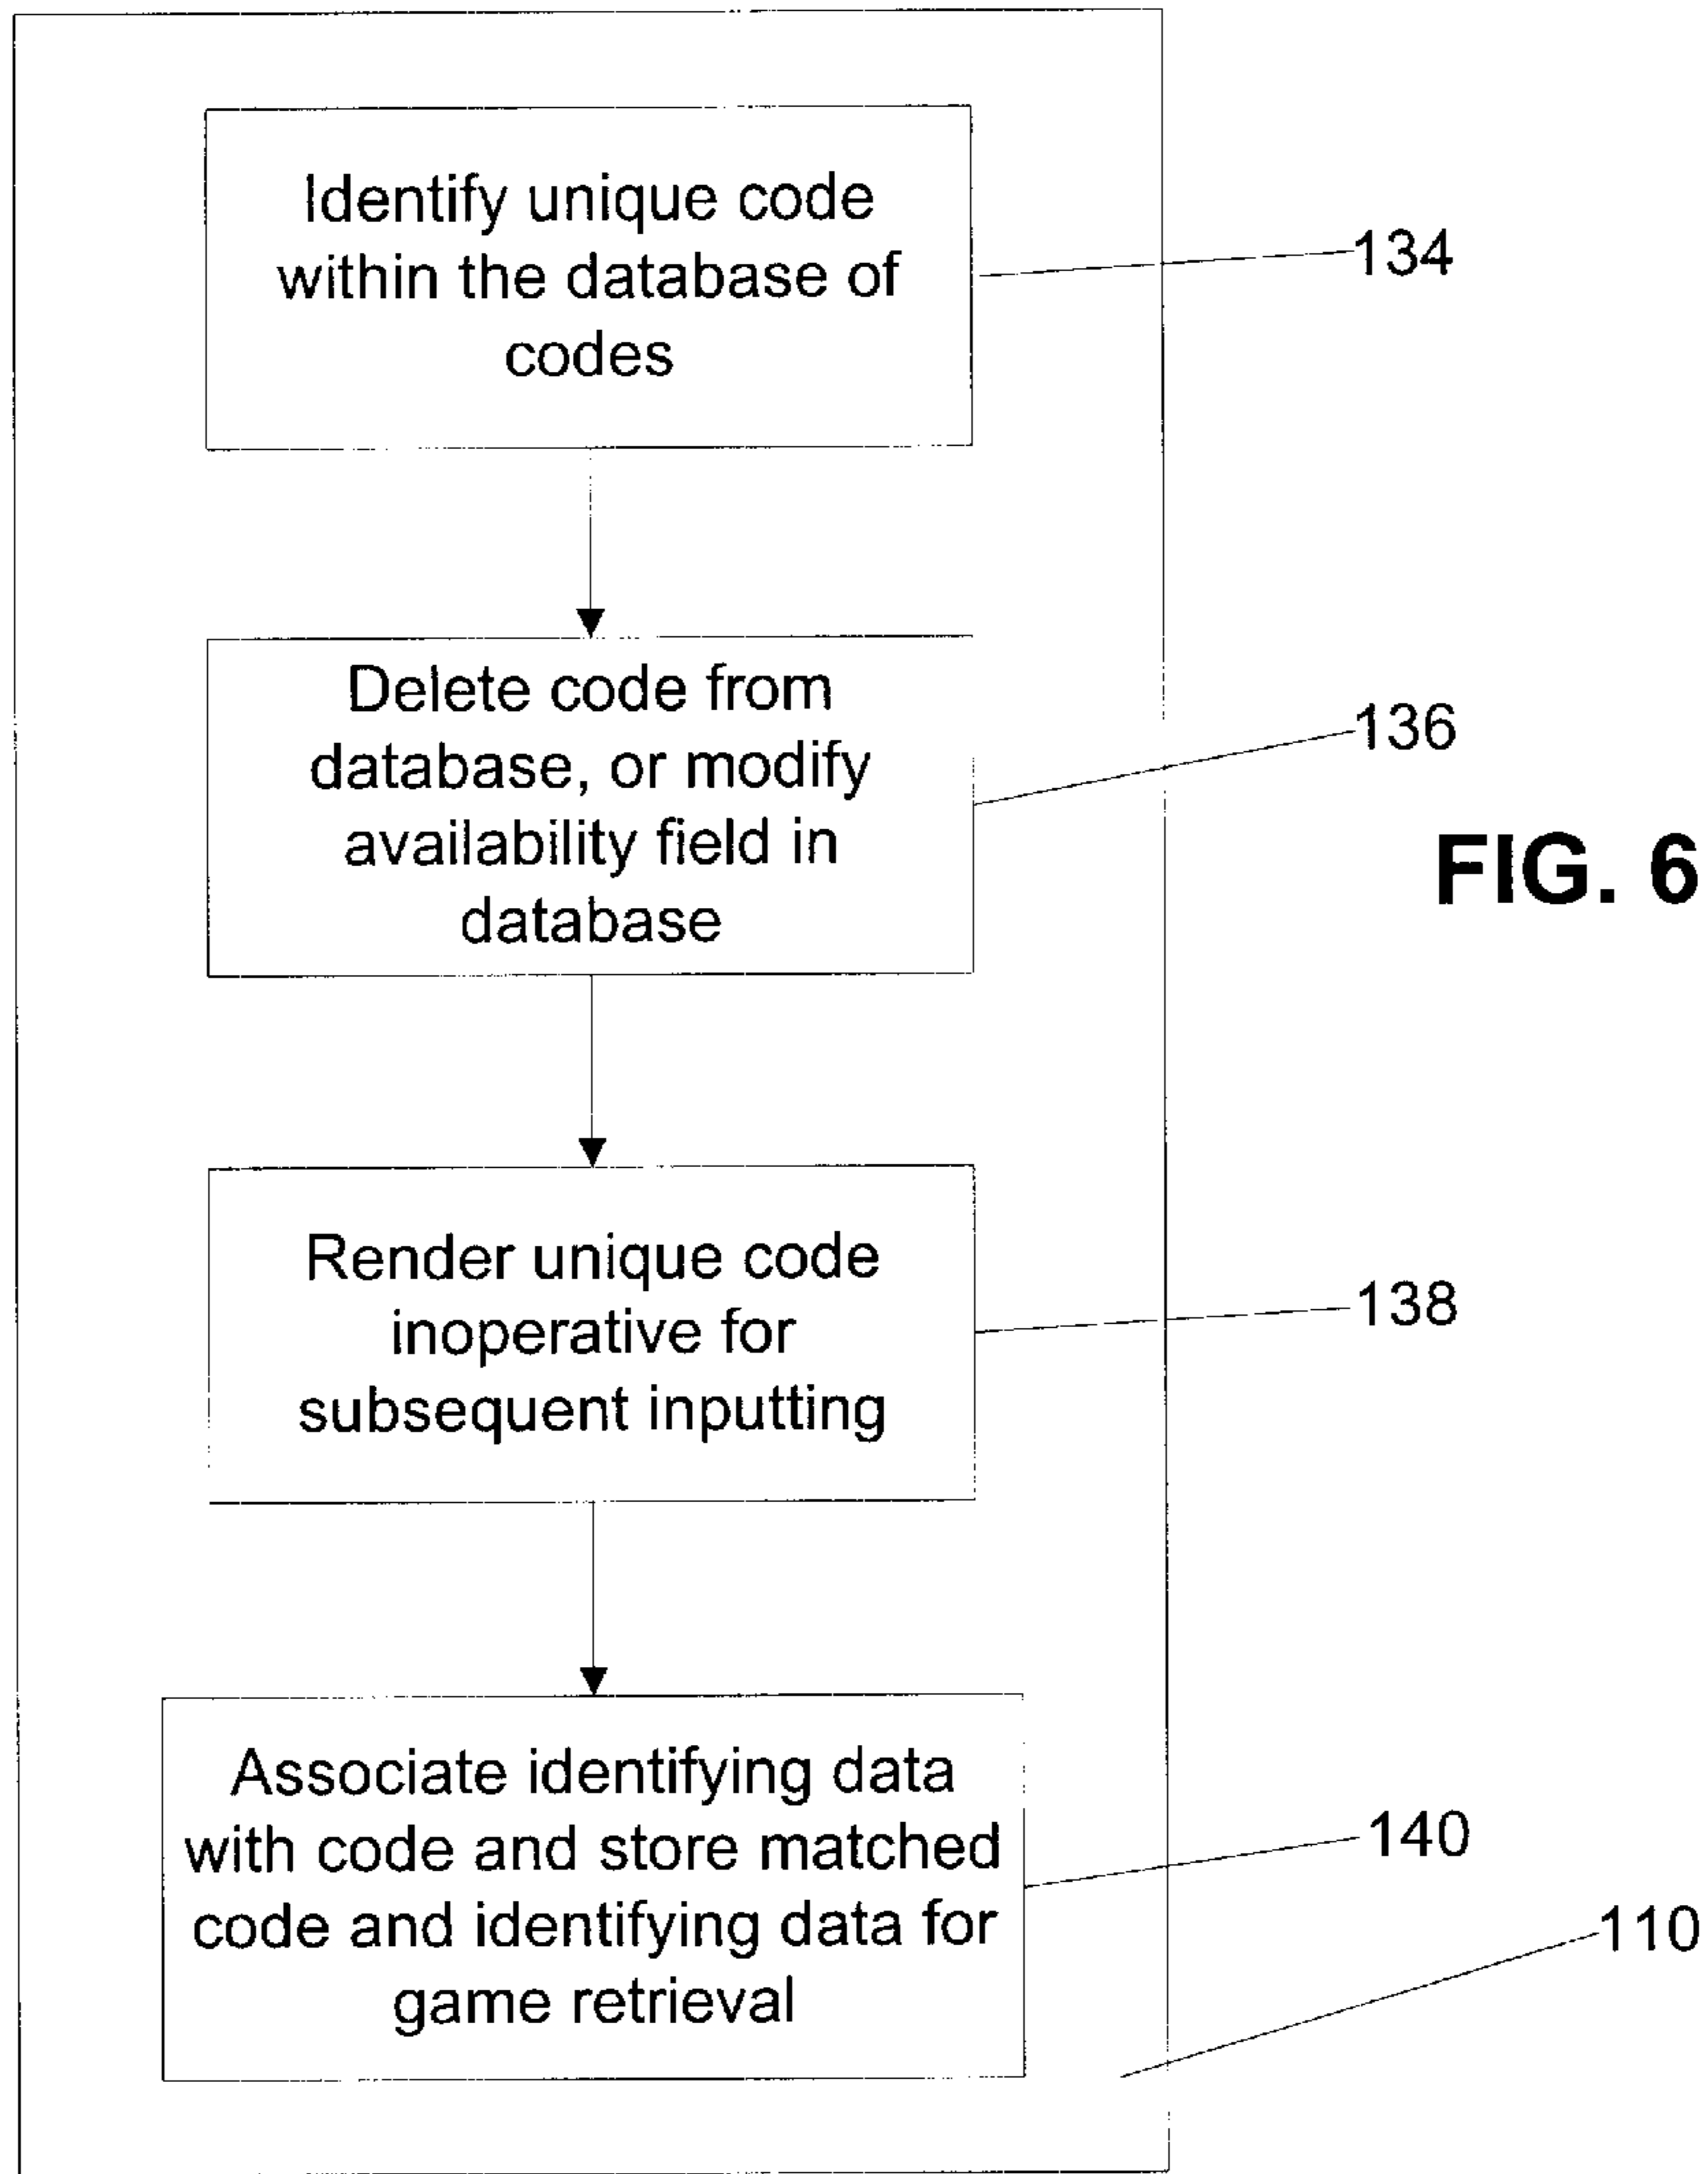 Identify unique code
within the database of
codes
134
Delete code from
database, or modify
availability field in
database
136
FIG. 6
Render unique code
inoperative for
subsequent inputting
138
Associate identifying data
with code and store matched
code and identifying data for
game retrieval
140
110